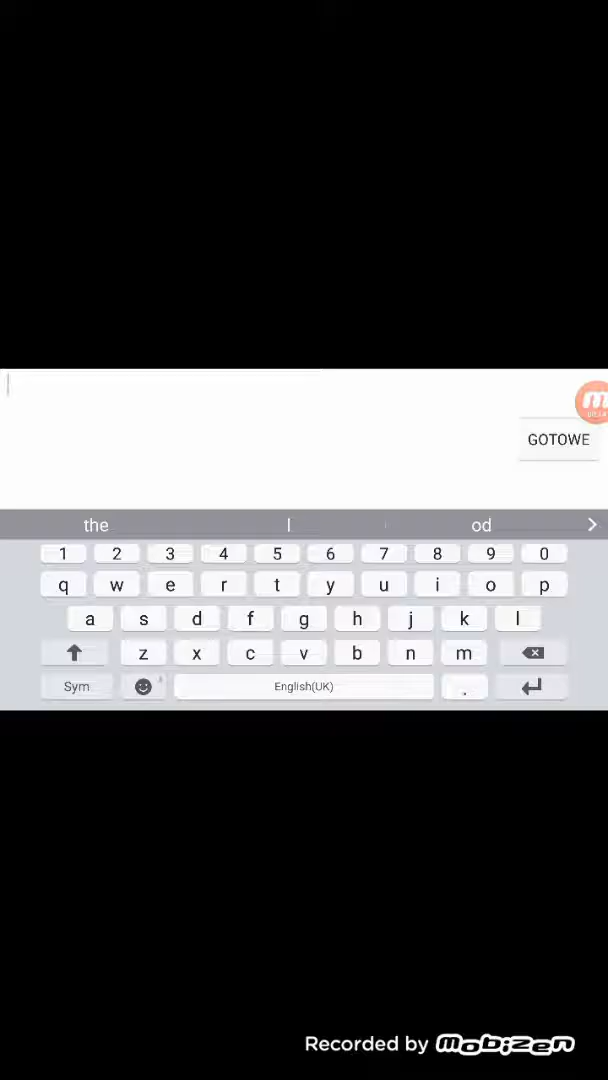 GOTOWE
the I od
1 2 3 4 5 6 7 8 9 0
q w e r t y u i o p
a s d f g h j k l
z x c v b n m
Sym English(UK) .
Recorded by mobizen